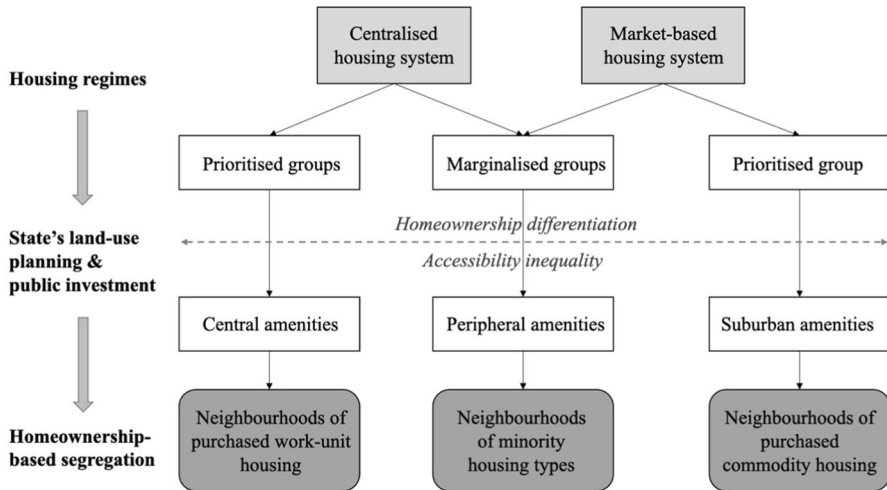 Centralised
housing system
Market-based
housing system
Housing regimes
Prioritised groups
Marginalised groups
Prioritised group
Homeownership differentiation
State's land-use
planning &
public investment
Accessibility inequality
Central amenities
Peripheral amenities
Suburban amenities
Homeownership-
based segregation
Neighbourhoods of
purchased work-unit
housing
Neighbourhoods
of minority
housing types
Neighbourhoods of
purchased
commodity housing